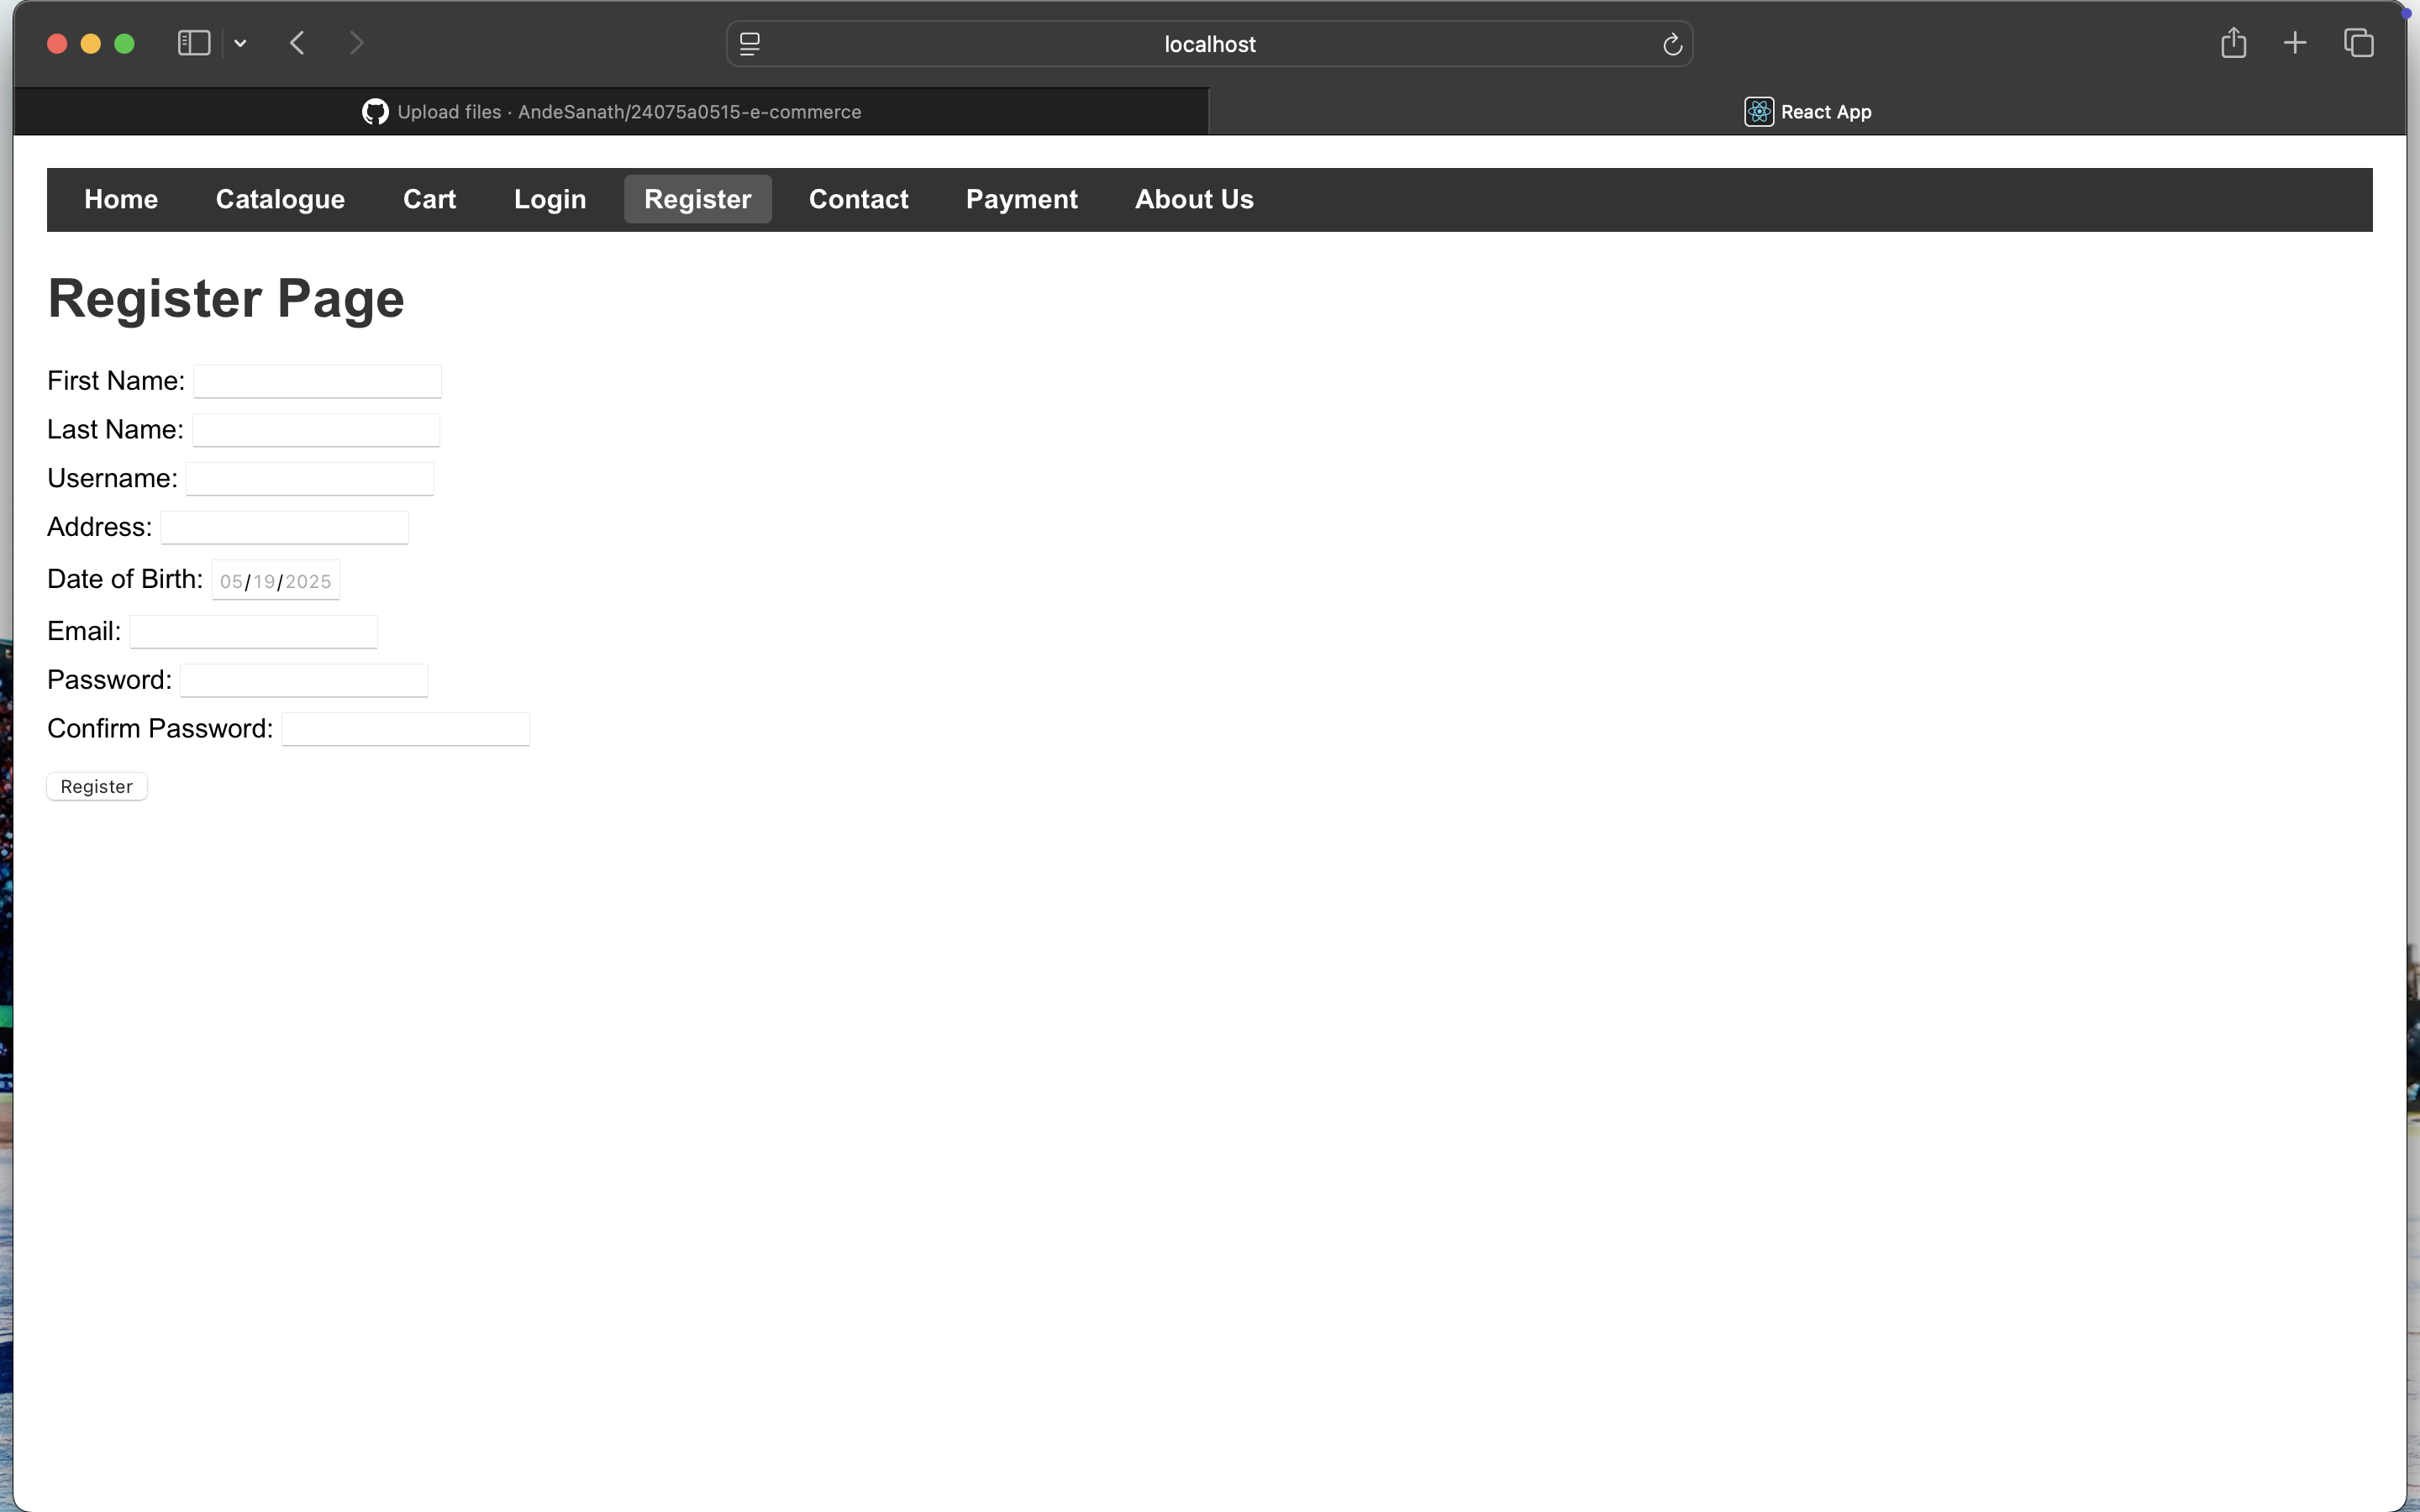 localhost
Upload files · AndeSanath/24075a0515-e-commerce
React App
Home Catalogue Cart Login Register Contact Payment About Us
Register Page
First Name:
Last Name:
Username:
Address:
Date of Birth: 05/19/2025
Email:
Password:
Confirm Password:
Register